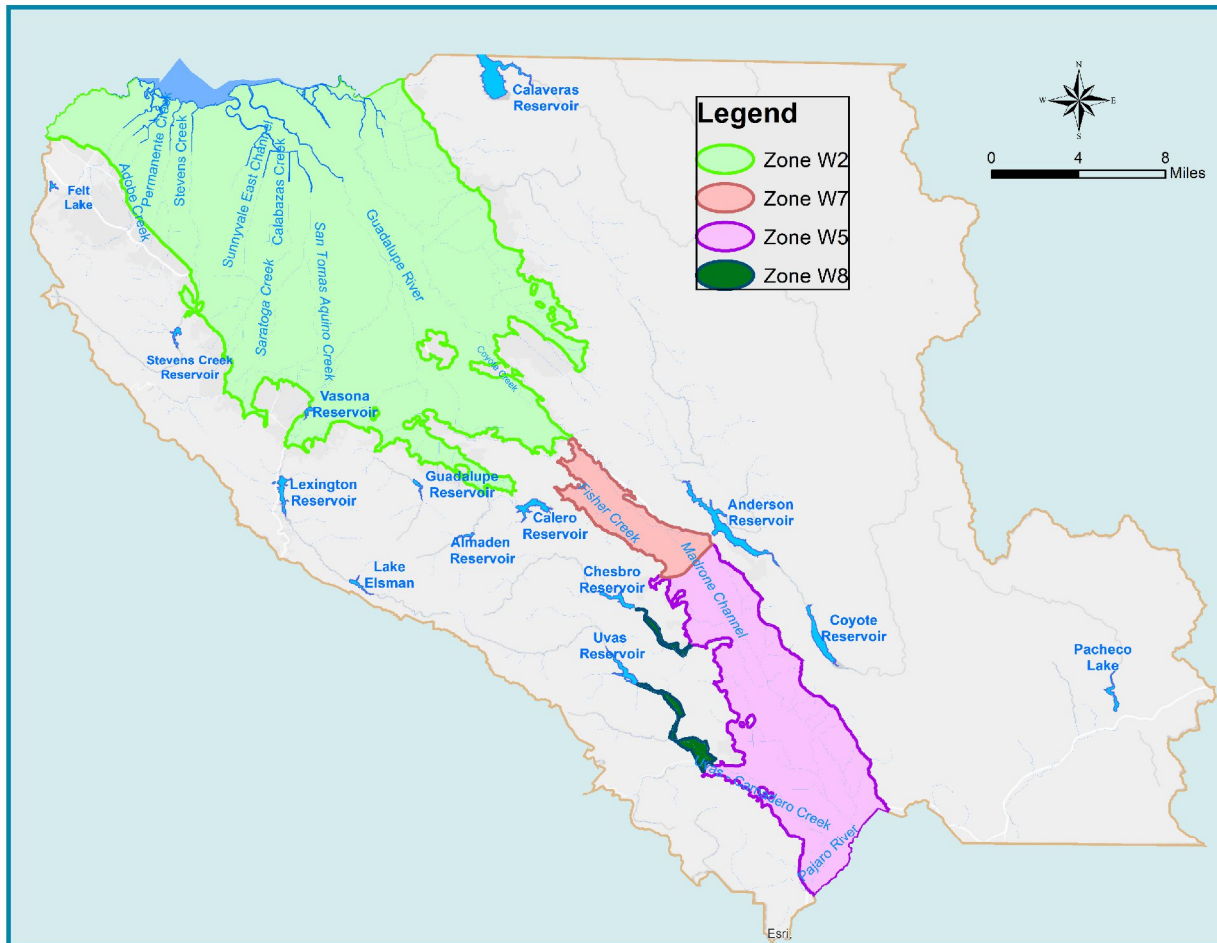 Calaveras
Reservoir
N
W
E
S
0
4
8
Miles
Legend
Zone W2
Zone W7
Zone W5
Zone W8
Felt
Lake
Adobe Creek
Permanente Creek
Stevens Creek
Sunnyvale East Channel
Calabazas Creek
Saratoga Creek
San Tomas Aquino Creek
Guadalupe River
Coyote Creek
Stevens Creek
Reservoir
Vasona
Reservoir
Lexington
Reservoir
Guadalupe
Reservoir
Calero
Reservoir
Almaden
Reservoir
Lake
Elsman
Fisher Creek
Anderson
Reservoir
Madrone Channel
Chesbro
Reservoir
Uvas
Reservoir
Coyote
Reservoir
Pacheco
Lake
Uvas - Carnadero Creek
Pajaro River
Esri,